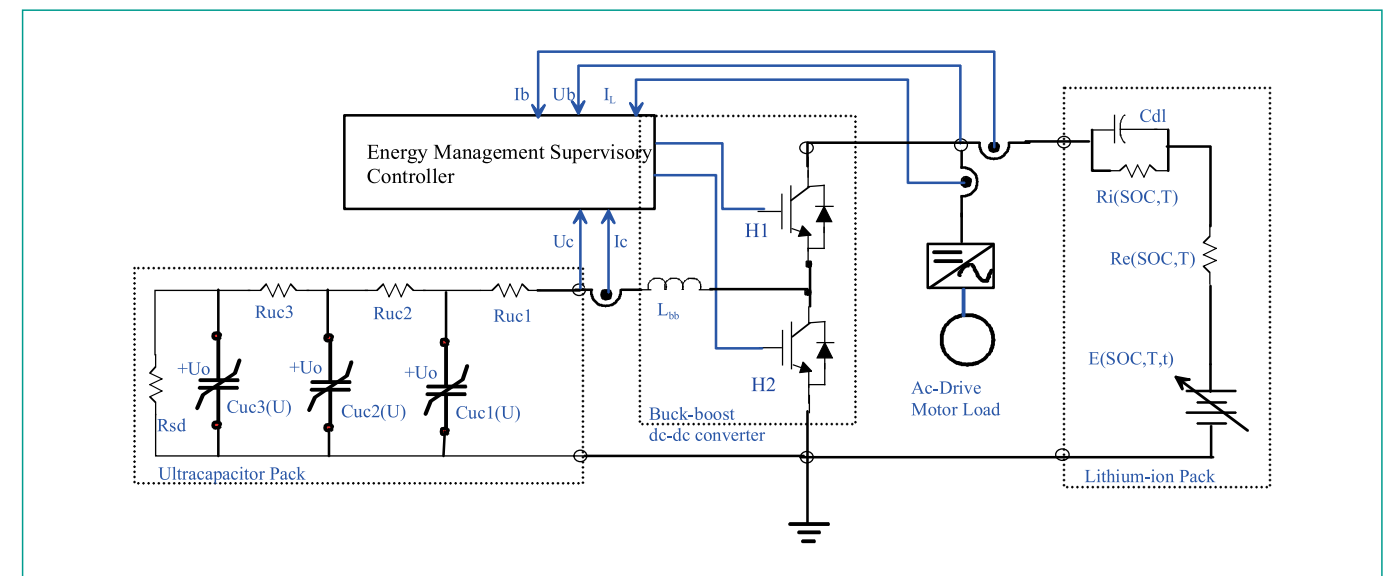 Ib
Ub
I_L
Cdl
Energy Management Supervisory
Controller
Ri(SOC,T)
H1
Uc
Ic
Re(SOC,T)
Ruc3
Ruc2
Ruc1
L_bb
+Uo
+Uo
+Uo
E(SOC,T,t)
H2
Ac-Drive
Motor Load
Cuc3(U)
Cuc2(U)
Cuc1(U)
Rsd
Buck-boost
dc-dc converter
Ultracapacitor Pack
Lithium-ion Pack